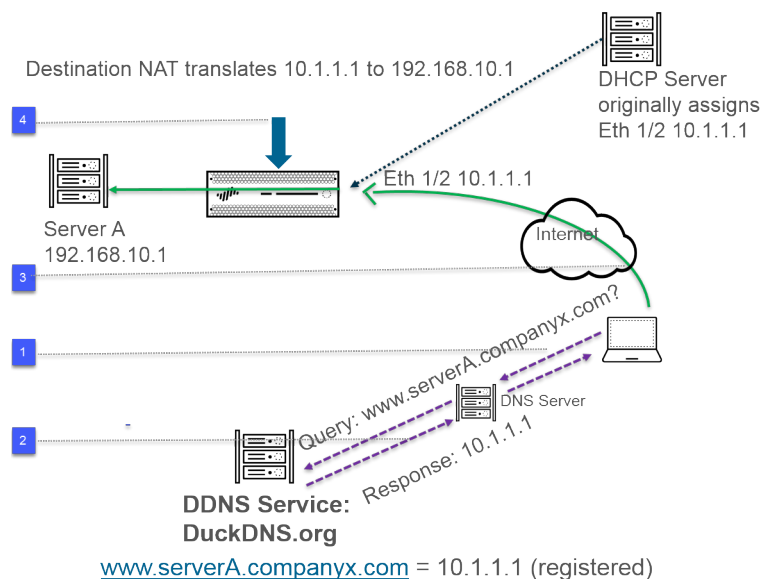 Destination NAT translates 10.1.1.1 to 192.168.10.1
DHCP Server
originally assigns
Eth 1/2 10.1.1.1
4
Eth 1/2 10.1.1.1
Server A
192.168.10.1
Internet
3
1
Query: www.serverA.companyx.com?
DNS Server
2
Response: 10.1.1.1
DDNS Service:
DuckDNS.org
www.serverA.companyx.com = 10.1.1.1 (registered)